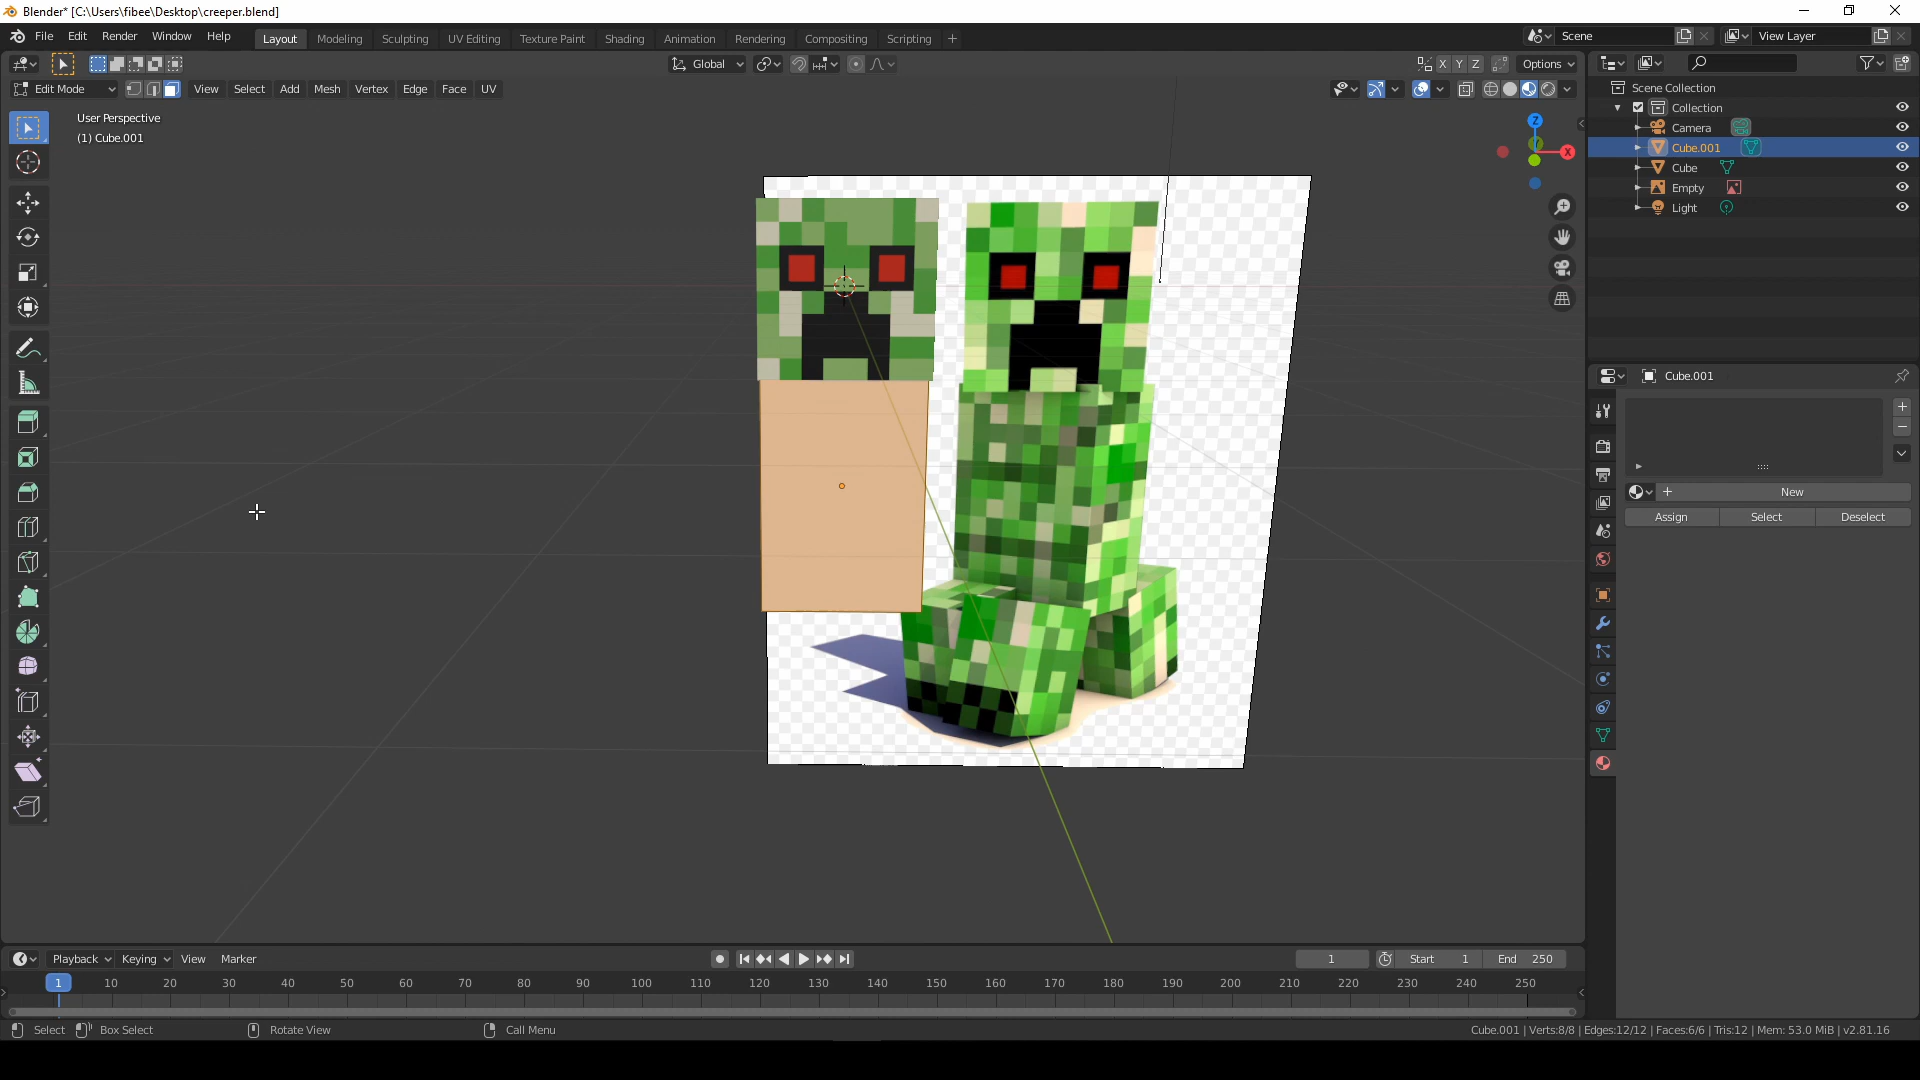 Blender* [C:\Users\fibee\Desktop\creeper.blend]
File Edit Render Window Help Layout Modeling Sculpting UV Editing Texture Paint Shading Animation Rendering Compositing Scripting + Scene View Layer
Global X Y Z Options
Edit Mode View Select Add Mesh Vertex Edge Face UV
User Perspective
(1) Cube.001
Z
Y
X
Scene Collection
Collection
Camera
Cube.001
Cube
Empty
Light
Cube.001
New
Assign Select Deselect
Playback Keying View Marker 1 Start 1 End 250
1 10 20 30 40 50 60 70 80 90 100 110 120 130 140 150 160 170 180 190 200 210 220 230 240 250
Select Box Select Rotate View Call Menu Cube.001 | Verts:8/8 | Edges:12/12 | Faces:6/6 | Tris:12 | Mem: 53.0 MiB | v2.81.16